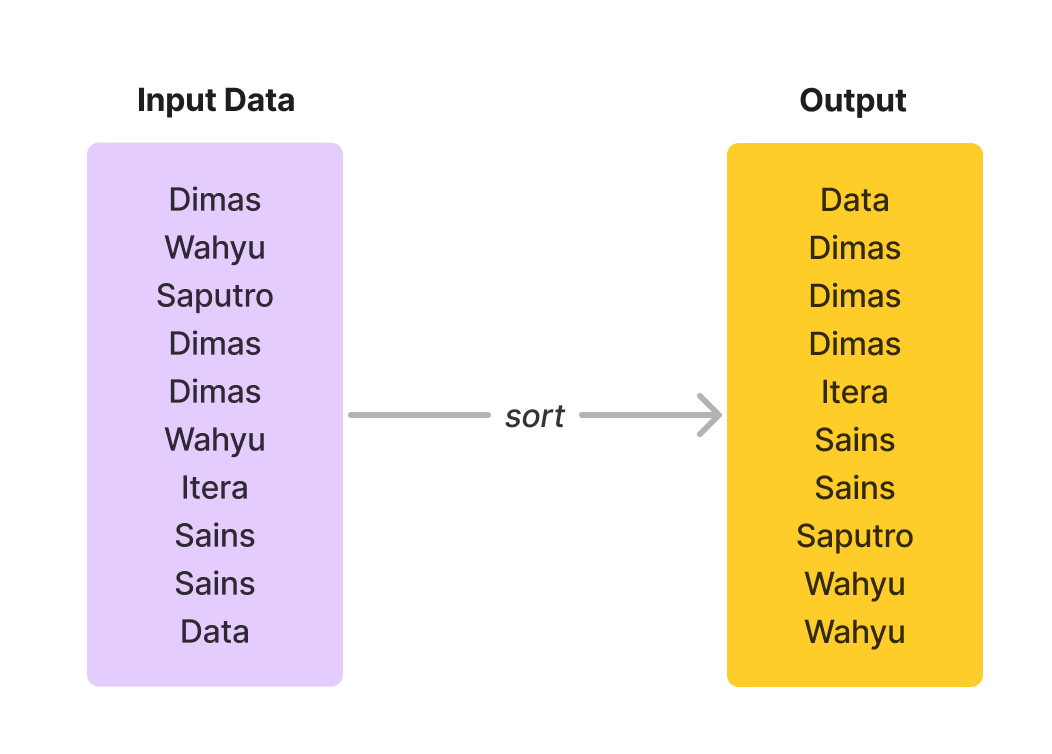 Input Data
Dimas
Wahyu
Saputro
Dimas
Dimas
Wahyu
Itera
Sains
Sains
Data
sort
Output
Data
Dimas
Dimas
Dimas
Itera
Sains
Sains
Saputro
Wahyu
Wahyu